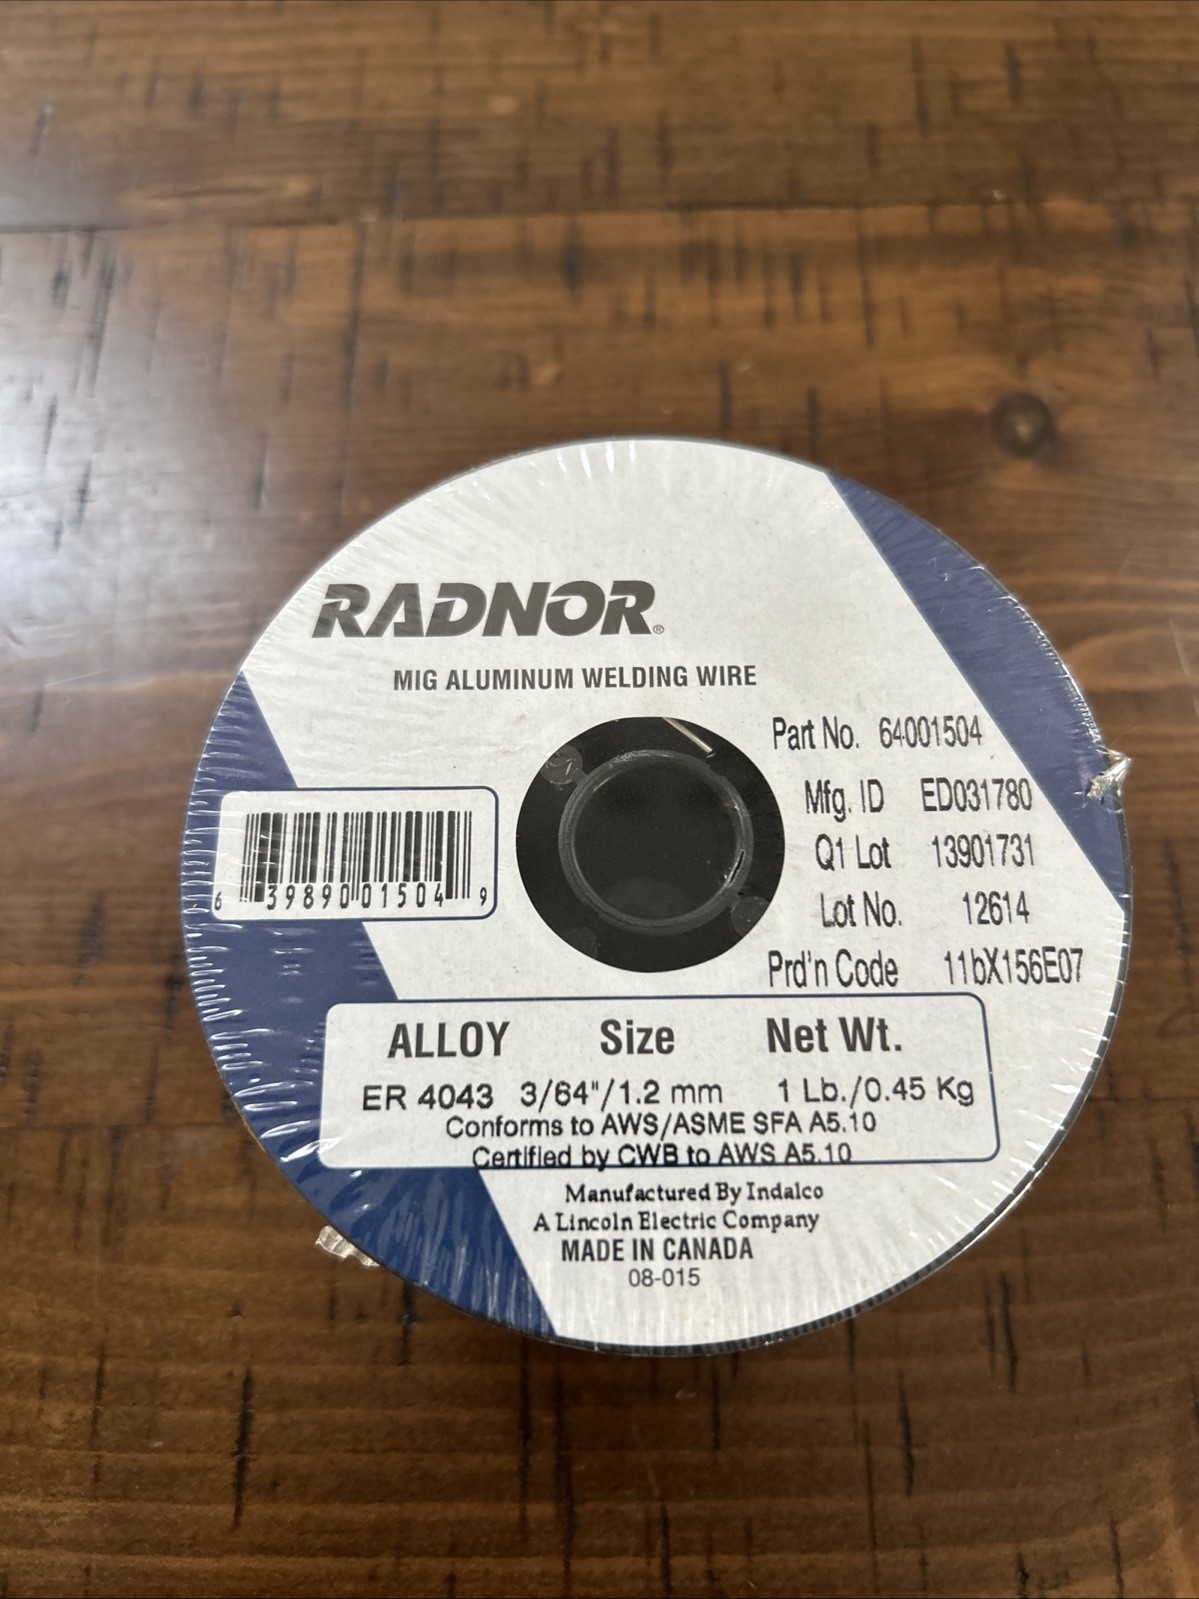 RADNOR®
MIG ALUMINUM WELDING WIRE
Part No. 64001504
Mfg. ID ED031780
Q1 Lot 13901731
Lot No. 12614
Prd'n Code 11bX156E07
6 39890 01504 9
ALLOY Size Net Wt.
ER 4043 3/64"/1.2 mm 1 Lb./0.45 Kg
Conforms to AWS/ASME SFA A5.10
Certified by CWB to AWS A5.10
Manufactured By Indalco
A Lincoln Electric Company
MADE IN CANADA
08-015